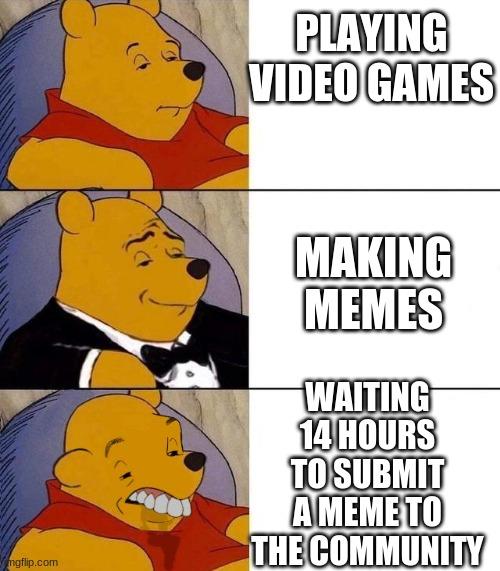 PLAYING
VIDEO GAMES
MAKING
MEMES
WAITING
14 HOURS
TO SUBMIT
A MEME TO
THE COMMUNITY
imgflip.com